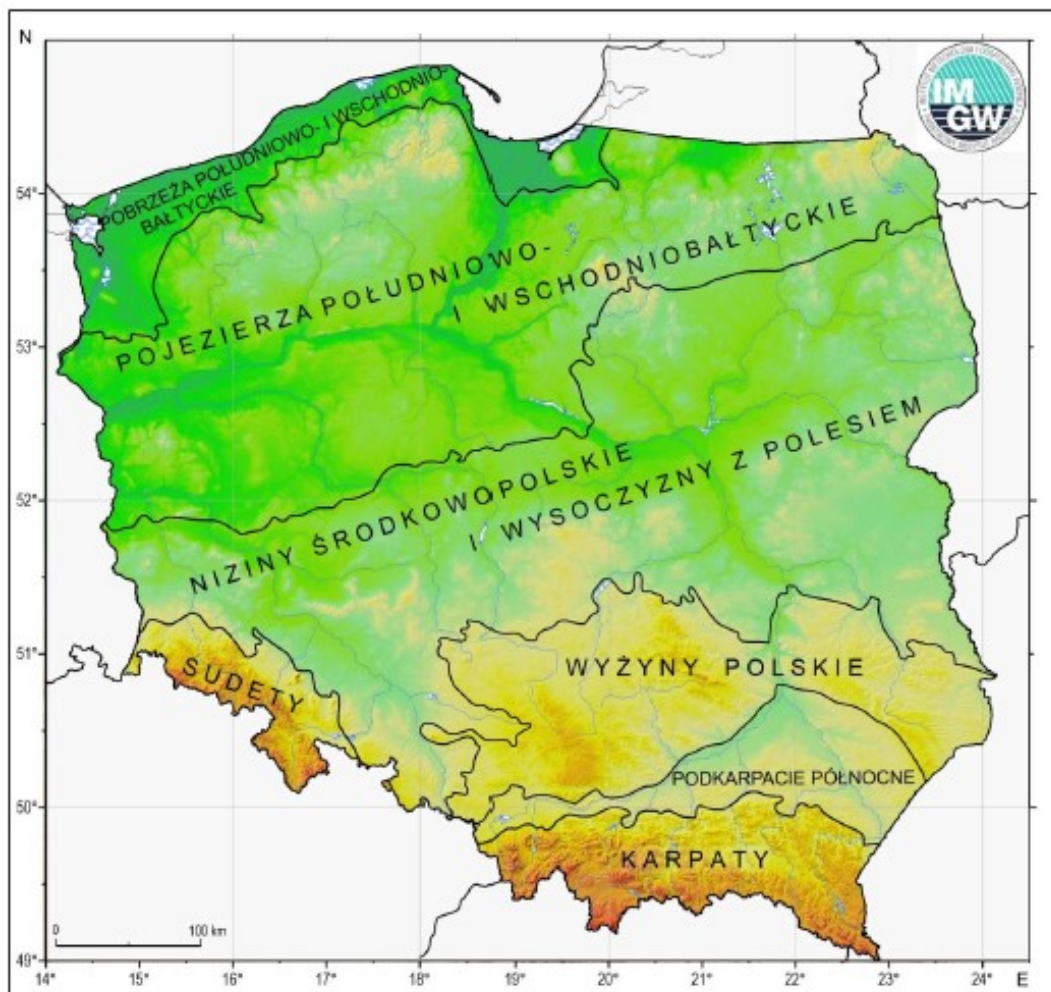 N
IM
GW
POBRZEŻA POŁUDNIOWO- I WSCHODNIO-
BAŁTYCKIE
54°
POJEZIERZA POŁUDNIOWO-
I WSCHODNIOBAŁTYCKIE
53°
NIZINY ŚRODKOWOPOLSKIE
I WYSOCZYZNY Z POLESIEM
52°
51°
SUDETY
WYŻYNY POLSKIE
PODKARPACIE PÓŁNOCNE
50°
KARPATY
0 100 km
49°
14° 15° 16° 17° 18° 19° 20° 21° 22° 23° 24° E